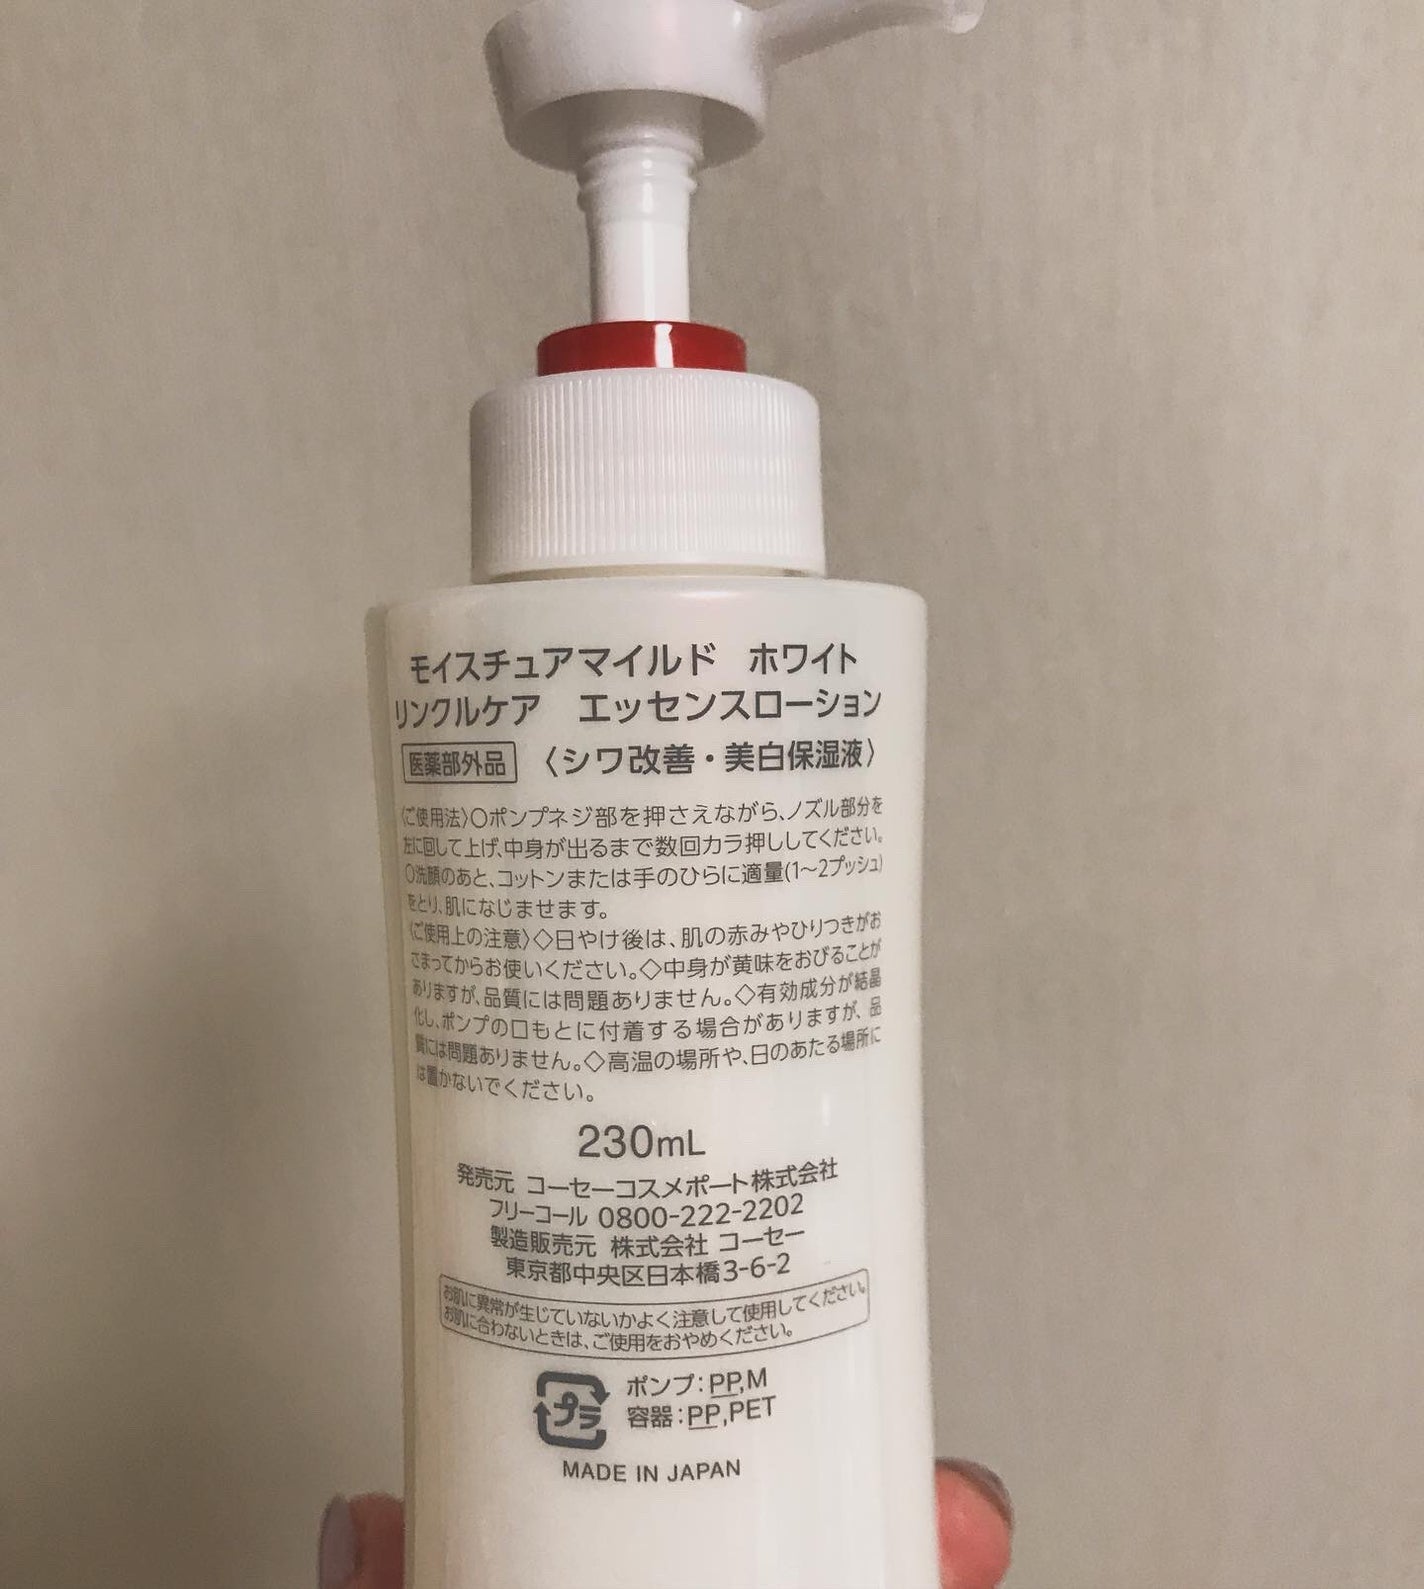 モイスチュアマイルド ホワイト
リンクルケア エッセンスローション
医薬部外品 〈シワ改善・美白保湿液〉
〈ご使用法〉〇ポンプネジ部を押さえながら、ノズル部分を
左に回して上げ、中身が出るまで数回カラ押ししてください。
〇洗顔のあと、コットンまたは手のひらに適量(1～2プッシュ)
をとり、肌になじませます。
〈ご使用上の注意〉◇日やけ後は、肌の赤みやひりつきがお
さまってからお使いください。◇中身が黄味をおびることが
ありますが、品質には問題ありません。◇有効成分が結晶
化し、ポンプの口もとに付着する場合がありますが、品
質には問題ありません。◇高温の場所や、日のあたる場所に
は置かないでください。
230mL
発売元 コーセーコスメポート株式会社
フリーコール 0800-222-2202
製造販売元 株式会社 コーセー
東京都中央区日本橋3-6-2
お肌に異常が生じていないかよく注意して使用してください。
お肌に合わないときは、ご使用をおやめください。
プラ ポンプ:PP,M
容器:PP,PET
MADE IN JAPAN